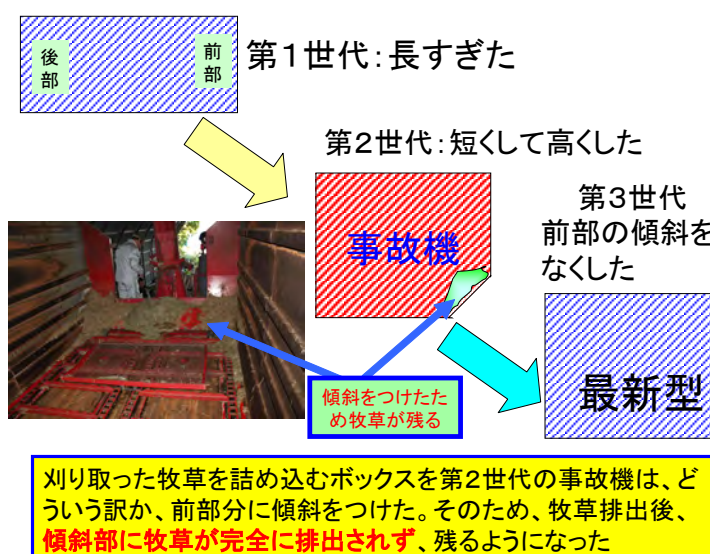 後部
前部
第1世代：長すぎた
第2世代：短くして高くした
事故機
第3世代
前部の傾斜を
なくした
最新型
傾斜をつけたた
め牧草が残る
刈り取った牧草を詰め込むボックスを第2世代の事故機は、ど
ういう訳か、前部分に傾斜をつけた。そのため、牧草排出後、
傾斜部に牧草が完全に排出されず、残るようになった